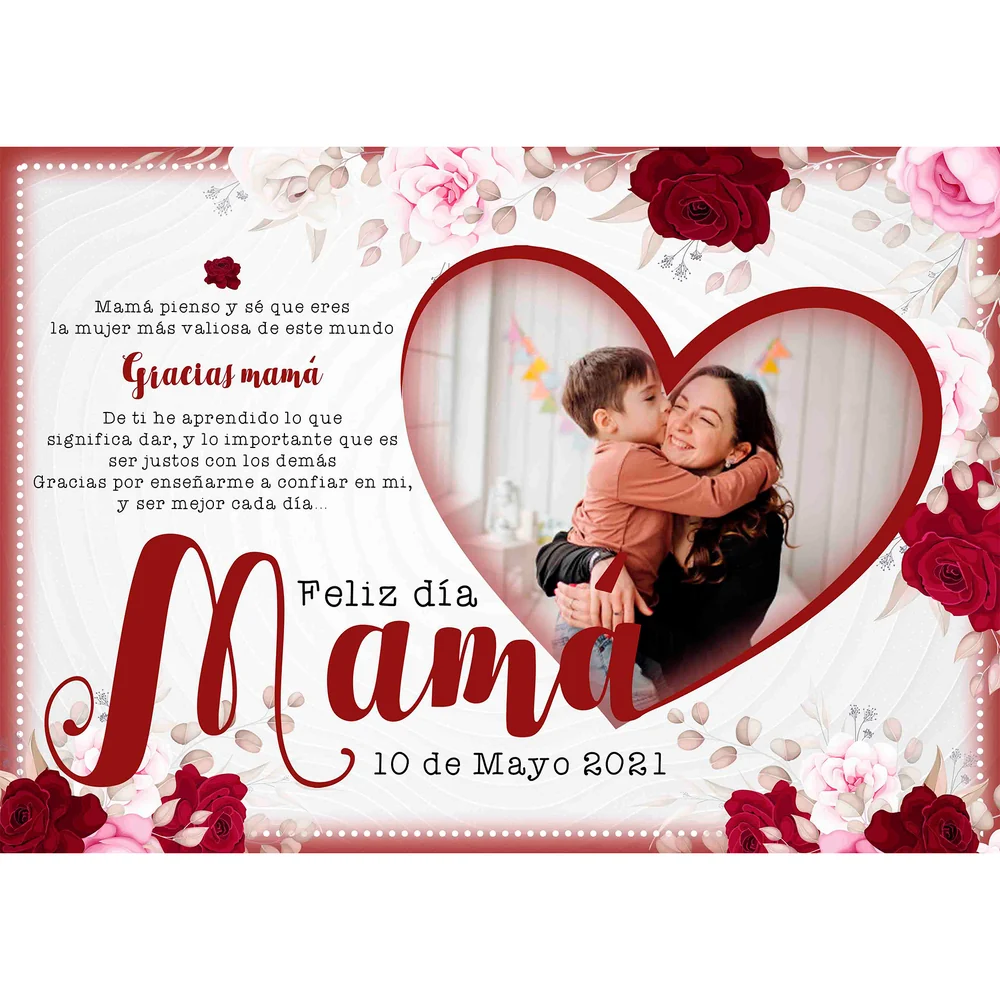 Mamá pienso y sé que eres
la mujer más valiosa de este mundo
Gracias mamá
De ti he aprendido lo que
significa dar, y lo importante que es
ser justos con los demás
Gracias por enseñarme a confiar en mi,
y ser mejor cada día...
Feliz día
Mamá
10 de Mayo 2021